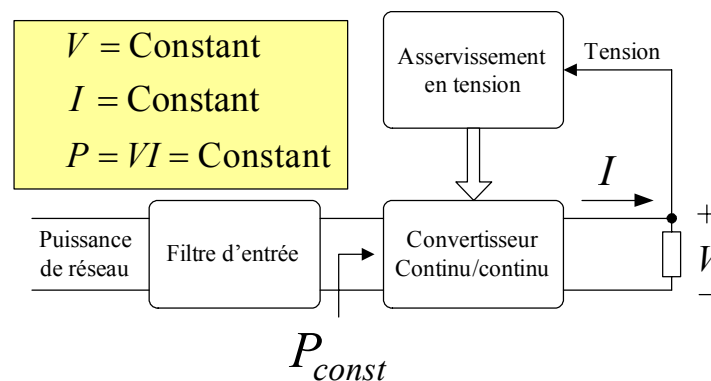 V = Constant
I = Constant
P = VI = Constant
Asservissement
en tension
Tension
I
Puissance
de réseau
Filtre d'entrée
Convertisseur
Continu/continu
+
V
−
P_const